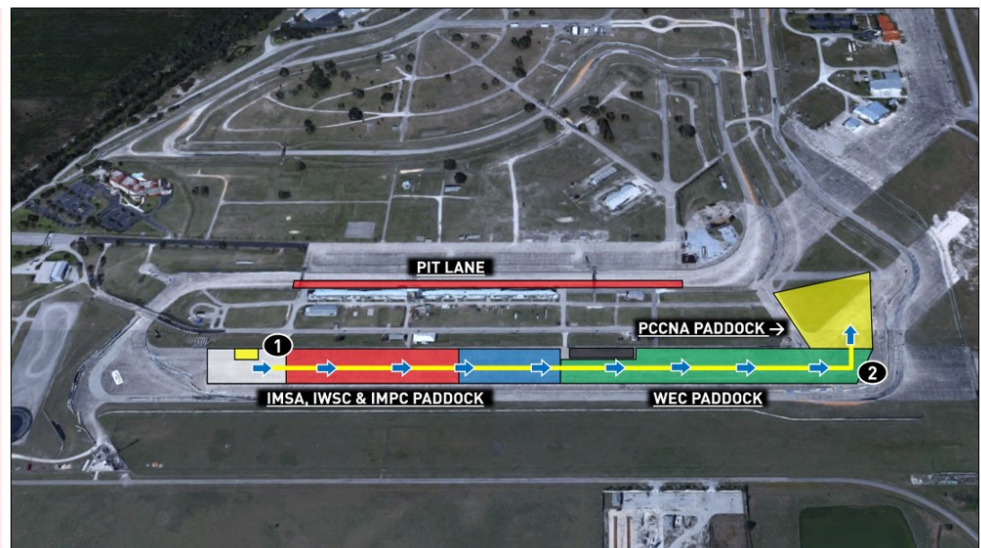 PIT LANE
PCCNA PADDOCK →
1
2
IMSA, IWSC & IMPC PADDOCK
WEC PADDOCK